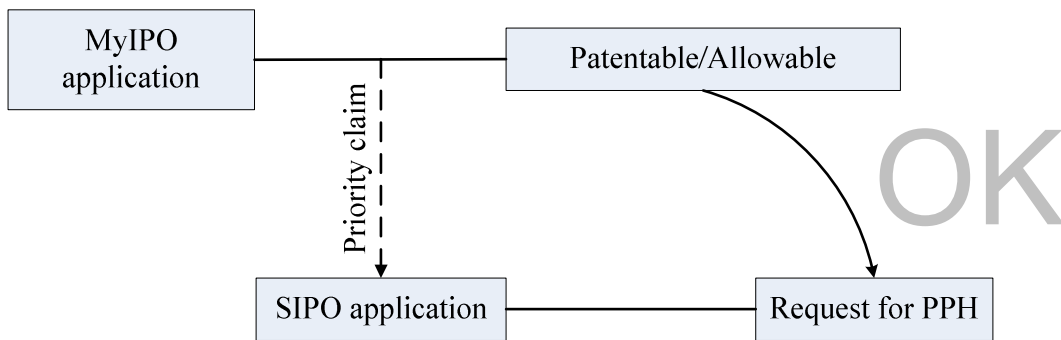 MyIPO
application
Patentable/Allowable
Priority claim
OK
SIPO application
Request for PPH